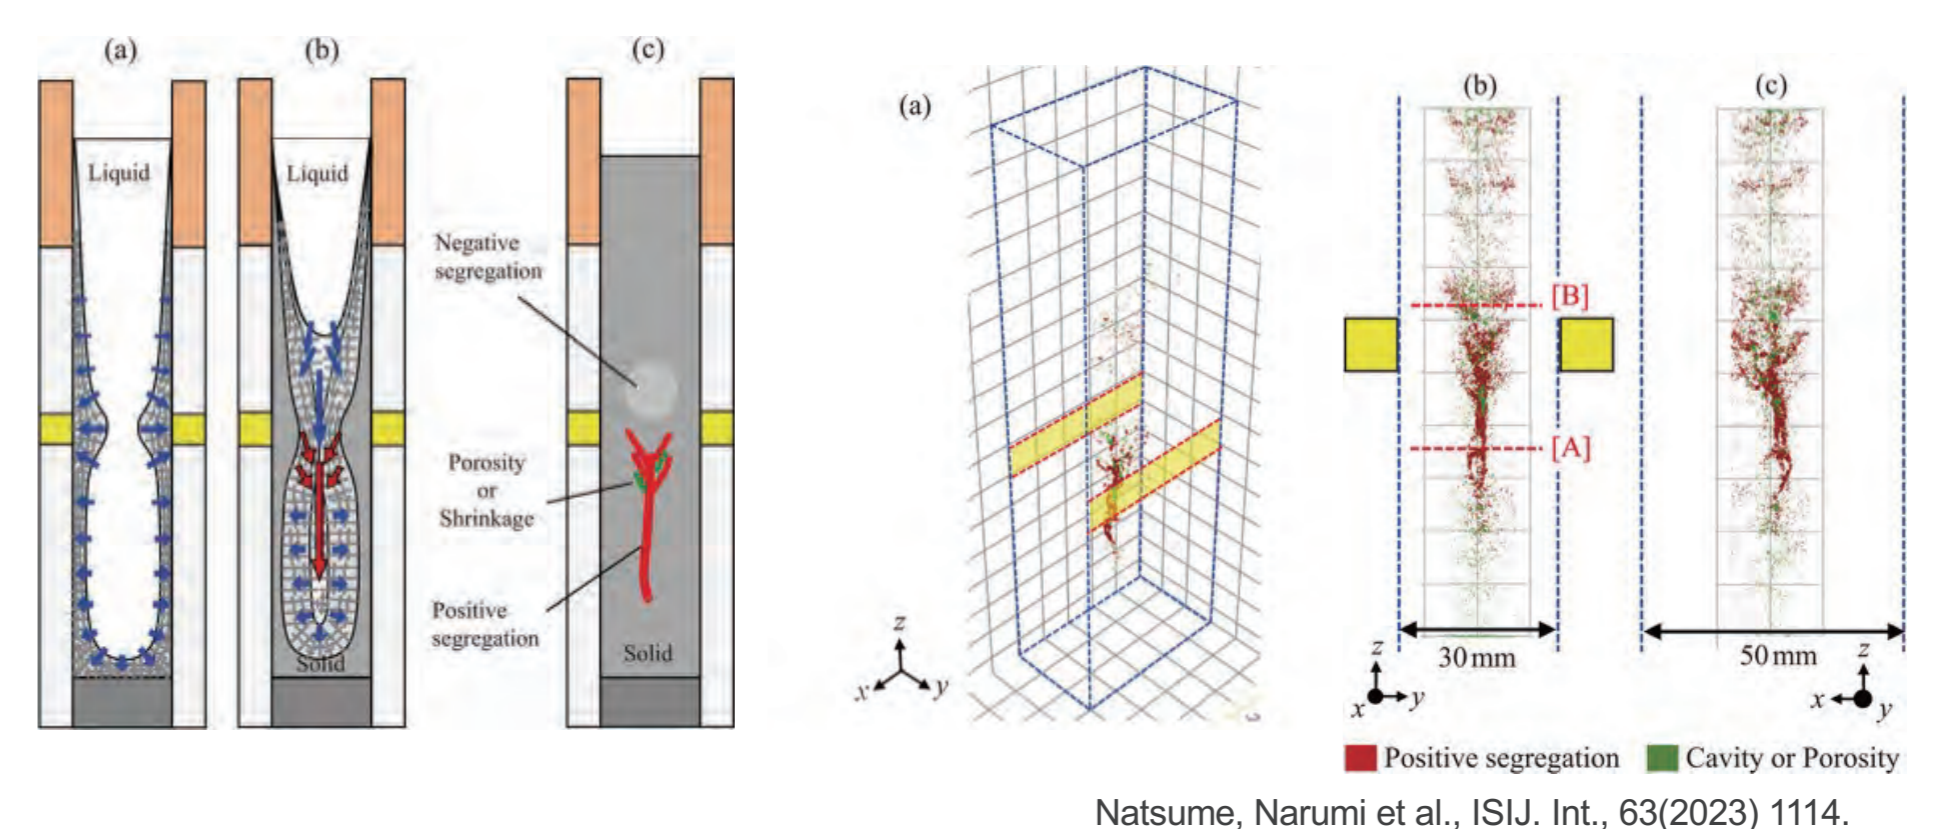 (a)
(b)
(c)
Liquid
Liquid
Negative
segregation
Porosity
or
Shrinkage
Positive
segregation
Solid
Solid
(a)
z
x
y
(b)
(c)
[B]
[A]
30 mm
50 mm
z
x
y
z
x
y
Positive segregation
Cavity or Porosity
Natsume, Narumi et al., ISIJ. Int., 63(2023) 1114.